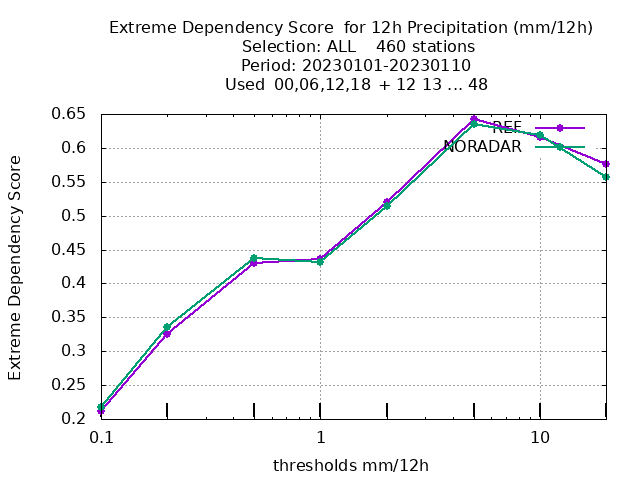 Extreme Dependency Score  for 12h Precipitation (mm/12h)
Selection: ALL    460 stations
Period: 20230101-20230110
Used  00,06,12,18  + 12 13 ... 48
Extreme Dependency Score
0.65
0.6
0.55
0.5
0.45
0.4
0.35
0.3
0.25
0.2
REF
NORADAR
0.1
1
10
thresholds mm/12h